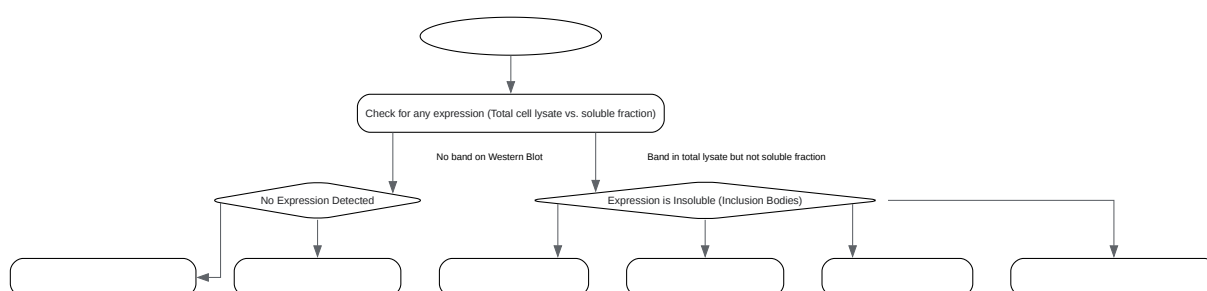 Check for any expression (Total cell lysate vs. soluble fraction)
No band on Western Blot
Band in total lysate but not soluble fraction
No Expression Detected
Expression is Insoluble (Inclusion Bodies)